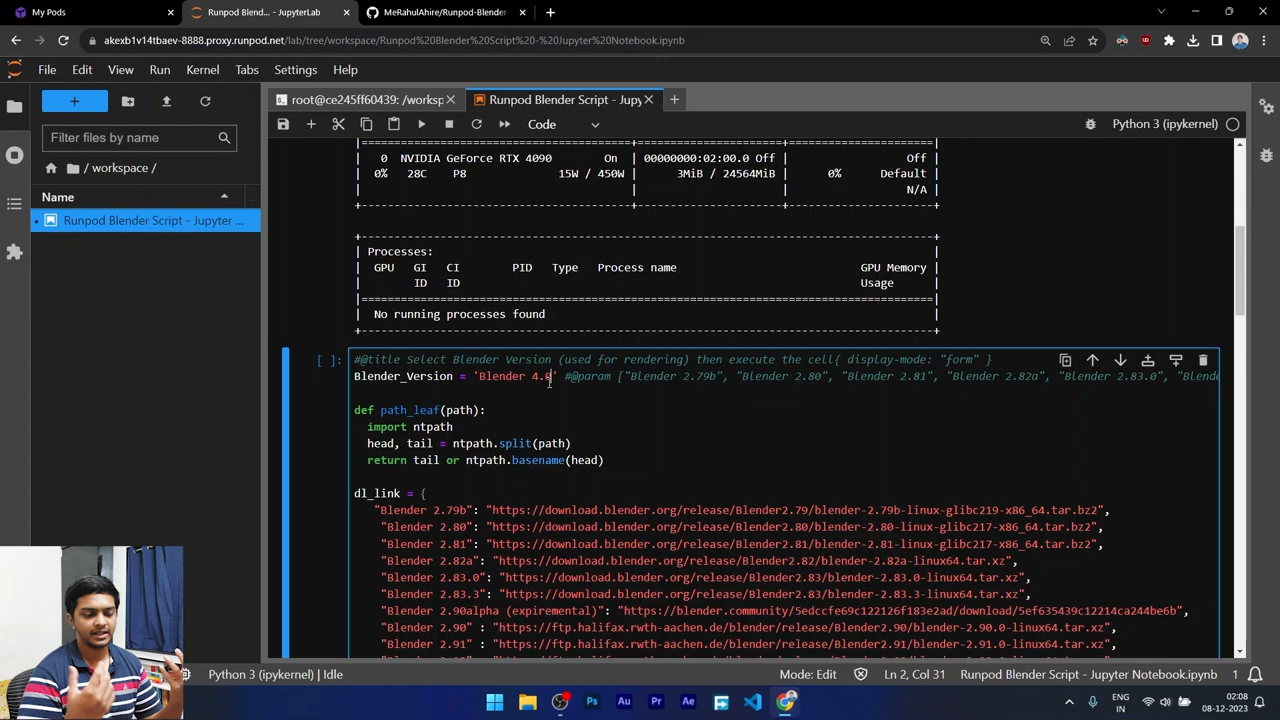 My Pods
Runpod Blend... - JupyterLab
MeRahulAhire/Runpod-Blender-
akexb1v14tbaev-8888.proxy.runpod.net/lab/tree/workspace/Runpod%20Blender%20Script%20-%20Jupyter%20Notebook.ipynb
File Edit View Run Kernel Tabs Settings Help
root@ce245ff60439: /worksp
Runpod Blender Script - Jupy
Filter files by name
Code
Python 3 (ipykernel)
/ workspace /
Name
Runpod Blender Script - Jupyter ...
0 NVIDIA GeForce RTX 4090 On | 00000000:02:00.0 Off | Off
0% 28C P8 15W / 450W | 3MiB / 24564MiB | 0% Default
N/A
Processes:
GPU GI CI PID Type Process name GPU Memory
ID ID Usage
No running processes found
[ ]:
#@title Select Blender Version (used for rendering) then execute the cell{ display-mode: "form" }
Blender_Version = 'Blender 4.0' #@param ["Blender 2.79b", "Blender 2.80", "Blender 2.81", "Blender 2.82a", "Blender 2.83.0", "Blende
def path_leaf(path):
import ntpath
head, tail = ntpath.split(path)
return tail or ntpath.basename(head)
dl_link = {
"Blender 2.79b": "https://download.blender.org/release/Blender2.79/blender-2.79b-linux-glibc219-x86_64.tar.bz2",
"Blender 2.80": "https://download.blender.org/release/Blender2.80/blender-2.80-linux-glibc217-x86_64.tar.bz2",
"Blender 2.81": "https://download.blender.org/release/Blender2.81/blender-2.81-linux-glibc217-x86_64.tar.bz2",
"Blender 2.82a": "https://download.blender.org/release/Blender2.82/blender-2.82a-linux64.tar.xz",
"Blender 2.83.0": "https://download.blender.org/release/Blender2.83/blender-2.83.0-linux64.tar.xz",
"Blender 2.83.3": "https://download.blender.org/release/Blender2.83/blender-2.83.3-linux64.tar.xz",
"Blender 2.90alpha (expiremental)": "https://blender.community/5edccfe69c122126f183e2ad/download/5ef635439c12214ca244be6b",
"Blender 2.90" : "https://ftp.halifax.rwth-aachen.de/blender/release/Blender2.90/blender-2.90.0-linux64.tar.xz",
"Blender 2.91" : "https://ftp.halifax.rwth-aachen.de/blender/release/Blender2.91/blender-2.91.0-linux64.tar.xz",
Python 3 (ipykernel) | Idle
Mode: Edit
Ln 2, Col 31
Runpod Blender Script - Jupyter Notebook.ipynb
1
Ps Au Pr Ae
ENG
IN
02:08
08-12-2023